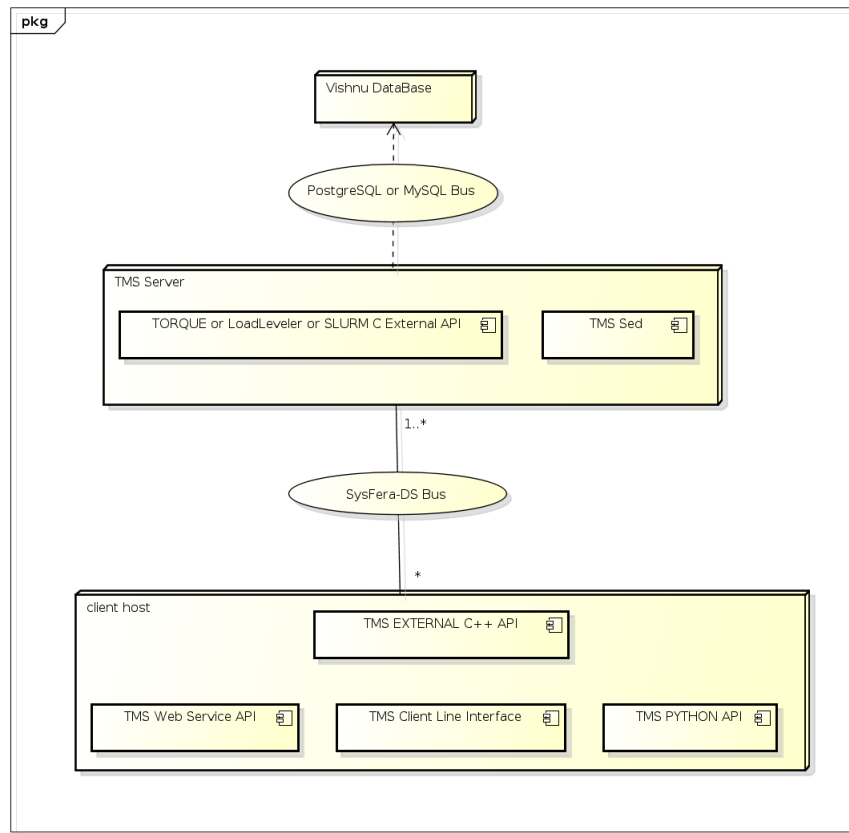 pkg
Vishnu DataBase
PostgreSQL or MySQL Bus
TMS Server
TORQUE or LoadLeveler or SLURM C External API
TMS Sed
1..*
SysFera-DS Bus
*
client host
TMS EXTERNAL C++ API
TMS Web Service API
TMS Client Line Interface
TMS PYTHON API